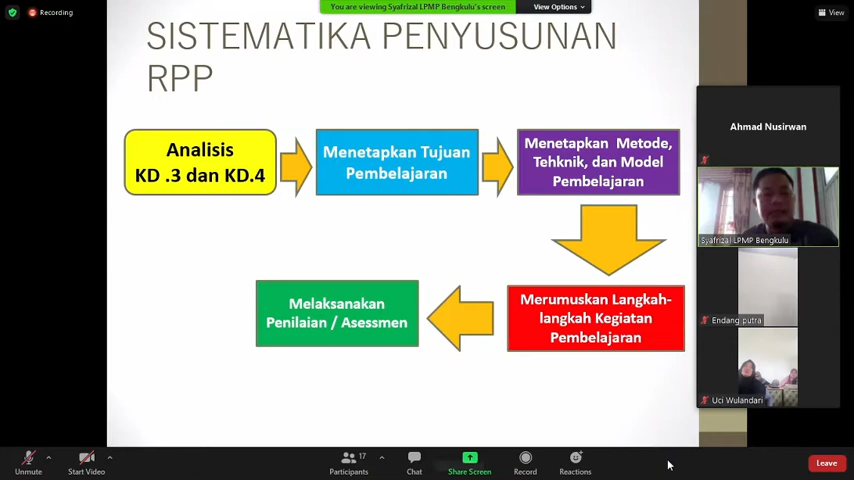 Recording
You are viewing Syafrizal LPMP Bengkulu's screen
View Options
View
SISTEMATIKA PENYUSUNAN
RPP
Analisis
KD .3 dan KD.4
Menetapkan Tujuan
Pembelajaran
Menetapkan Metode,
Tehknik, dan Model
Pembelajaran
Melaksanakan
Penilaian / Asessmen
Merumuskan Langkah-
langkah Kegiatan
Pembelajaran
Ahmad Nusirwan
Syafrizal LPMP Bengkulu
Endang putra
Uci Wulandari
Unmute
Start Video
17
Participants
Chat
Share Screen
Record
Reactions
Leave